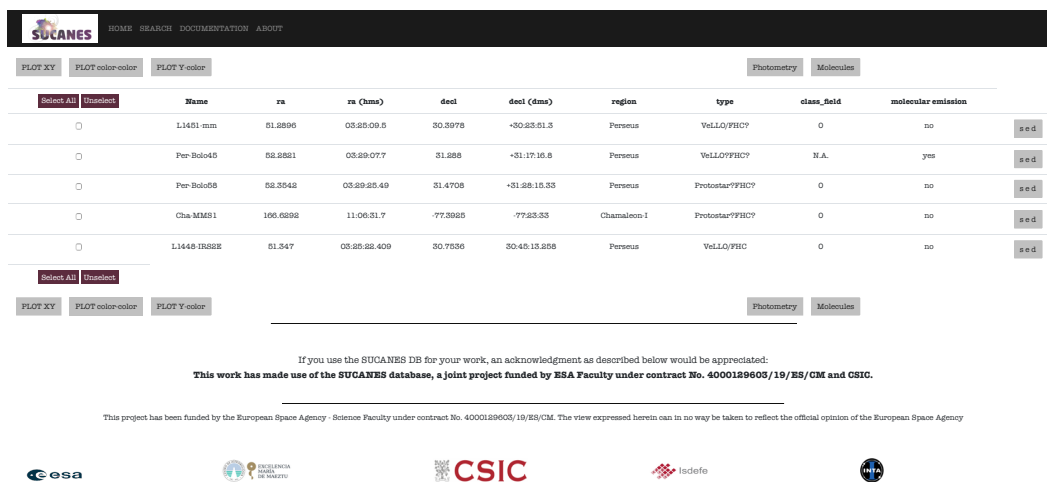 SUCANES HOME SEARCH DOCUMENTATION ABOUT
PLOT XY PLOT color-color PLOT Y-color Photometry Molecules
Select All Unselect Name ra ra (hms) decl decl (dms) region type class_field molecular emission
L1451-mm 51.2896 03:25:09.5 30.3978 +30:23:51.3 Perseus VeLLO/FHC? 0 no sed
Per-Bolo45 52.2821 03:29:07.7 31.288 +31:17:16.8 Perseus VeLLO?FHC? N.A. yes sed
Per-Bolo58 52.3542 03:29:25.49 31.4708 +31:28:15.33 Perseus Protostar?FHC? 0 no sed
Cha-MMS1 166.6292 11:06:31.7 -77.3925 -77:23:33 Chamaleon-I Protostar?FHC? 0 no sed
L1448-IRS2E 51.347 03:25:22.409 30.7536 30:45:13.258 Perseus VeLLO/FHC 0 no sed
Select All Unselect
PLOT XY PLOT color-color PLOT Y-color Photometry Molecules
If you use the SUCANES DB for your work, an acknowledgment as described below would be appreciated:
This work has made use of the SUCANES database, a joint project funded by ESA Faculty under contract No. 4000129603/19/ES/CM and CSIC.
This project has been funded by the European Space Agency - Science Faculty under contract No. 4000129603/19/ES/CM. The view expressed herein can in no way be taken to reflect the official opinion of the European Space Agency
esa EXCELENCIA MARÍA DE MAEZTU CSIC Isdefe INTA